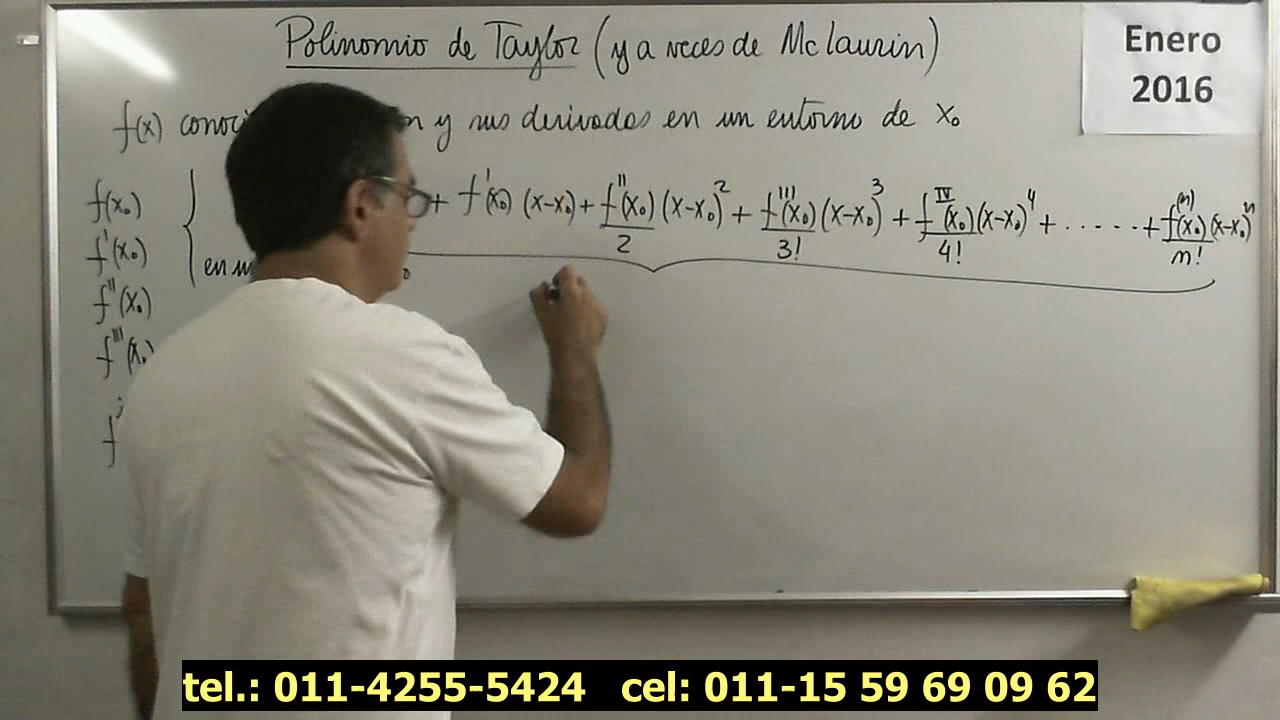 Polinomio de Taylor (y a veces de Mc laurin)
Enero
2016
f(x) y sus derivadas en un entorno de x₀
f(x₀)
+ f'(x₀) (x-x₀) + f''(x₀)/2 (x-x₀)² + f'''(x₀)/3! (x-x₀)³ + f^IV(x₀)/4! (x-x₀)⁴ + ...... + f^(n)(x₀)/n! (x-x₀)^n
f'(x₀)
f''(x₀)
f'''(x₀)
tel.: 011-4255-5424 cel: 011-15 59 69 09 62